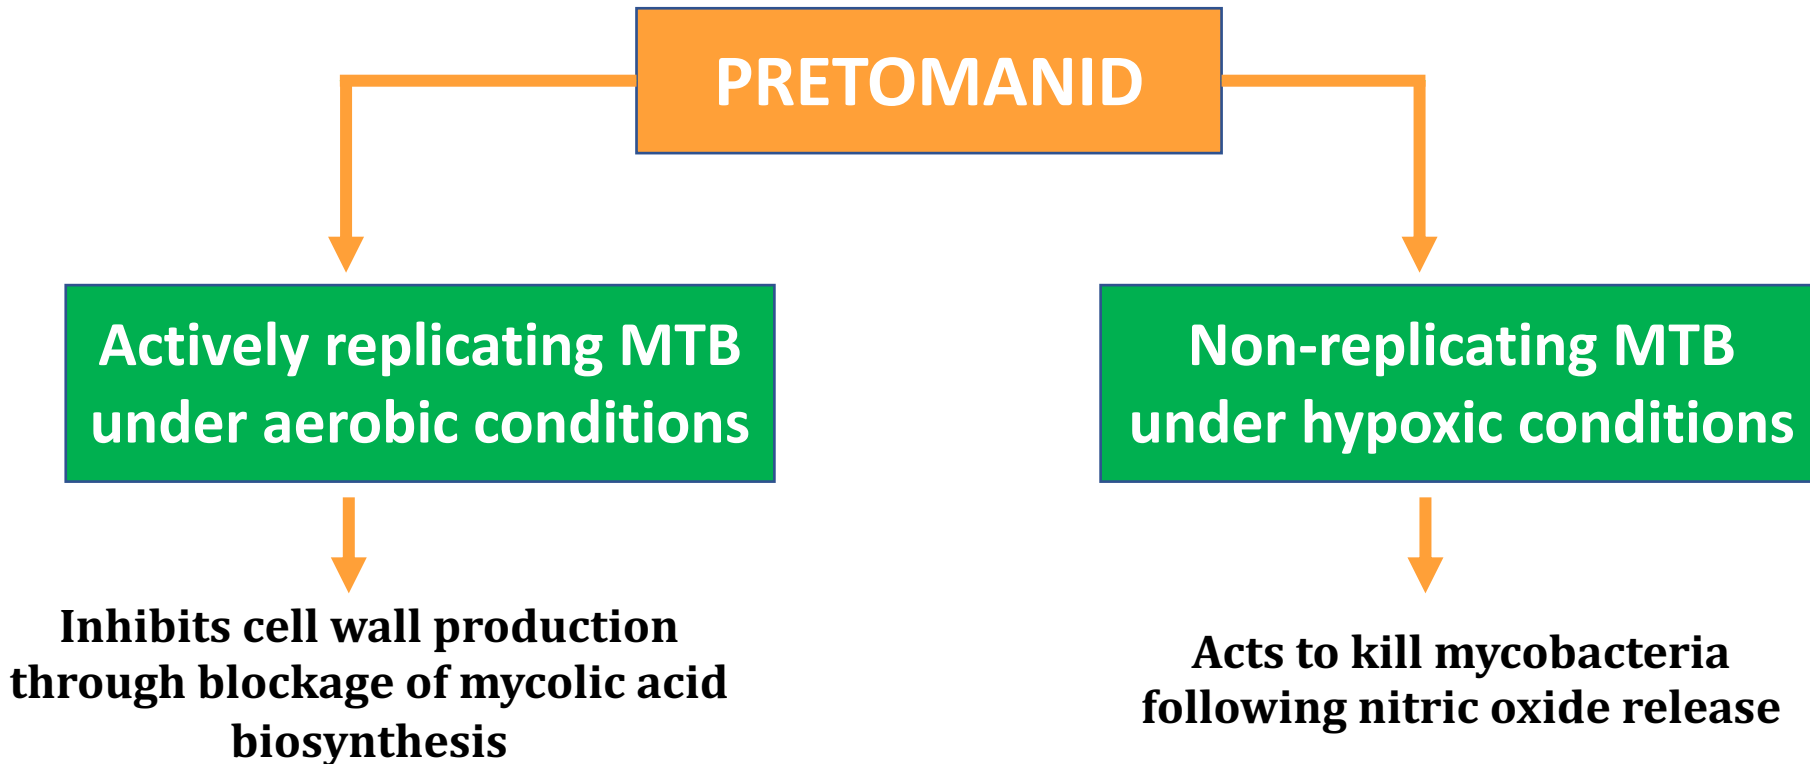 PRETOMANID
Actively replicating MTB
under aerobic conditions
Non-replicating MTB
under hypoxic conditions
Inhibits cell wall production
through blockage of mycolic acid
biosynthesis
Acts to kill mycobacteria
following nitric oxide release